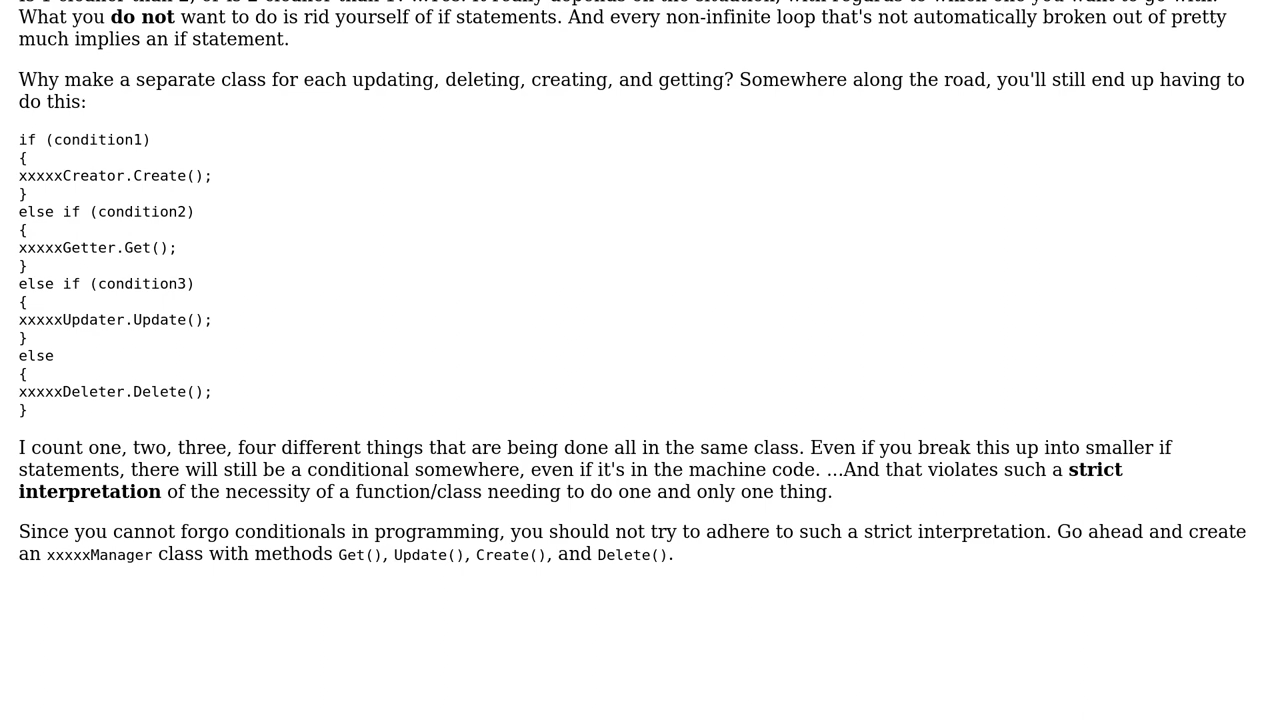 What you do not want to do is rid yourself of if statements. And every non-infinite loop that's not automatically broken out of pretty
much implies an if statement.
Why make a separate class for each updating, deleting, creating, and getting? Somewhere along the road, you'll still end up having to
do this:
if (condition1)
{
xxxxxCreator.Create();
}
else if (condition2)
{
xxxxxGetter.Get();
}
else if (condition3)
{
xxxxxUpdater.Update();
}
else
{
xxxxxDeleter.Delete();
}
I count one, two, three, four different things that are being done all in the same class. Even if you break this up into smaller if
statements, there will still be a conditional somewhere, even if it's in the machine code. ...And that violates such a strict
interpretation of the necessity of a function/class needing to do one and only one thing.
Since you cannot forgo conditionals in programming, you should not try to adhere to such a strict interpretation. Go ahead and create
an xxxxxManager class with methods Get(), Update(), Create(), and Delete().